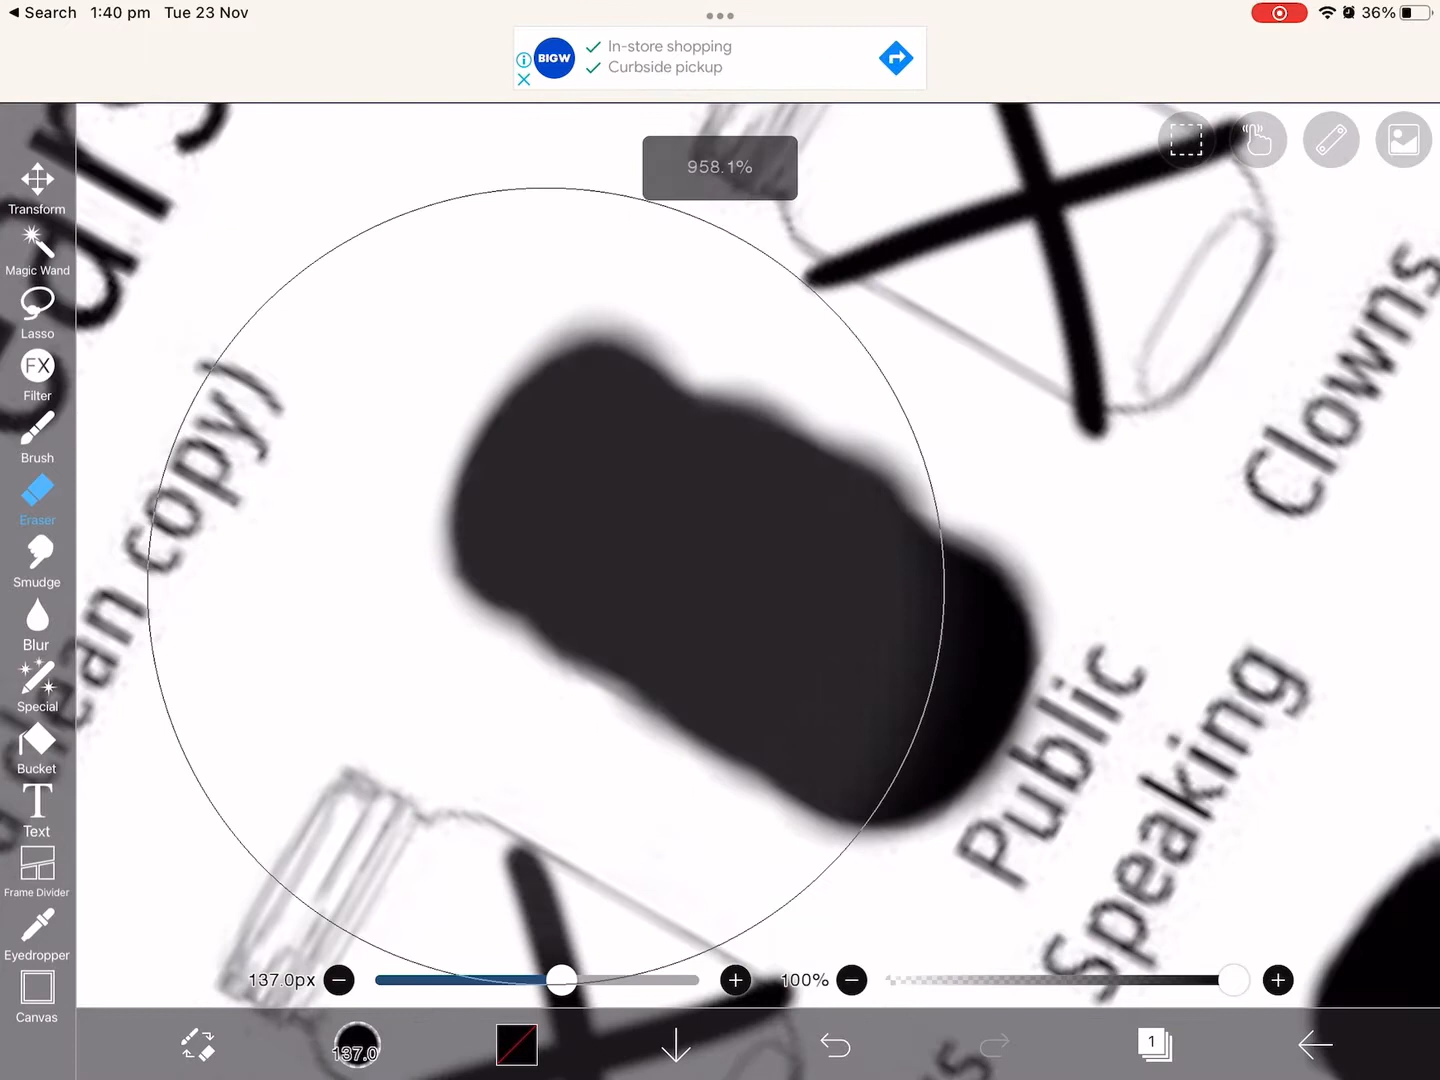 Search 1:40 pm Tue 23 Nov
36%
BIGW
In-store shopping
Curbside pickup
958.1%
Transform
Magic Wand
Lasso
FX
Filter
Brush
Eraser
Smudge
Blur
Special
Bucket
T
Text
Frame Divider
Eyedropper
Canvas
clean copy)
Clowns
Public
Speaking
137.0px
100%
137.0
1